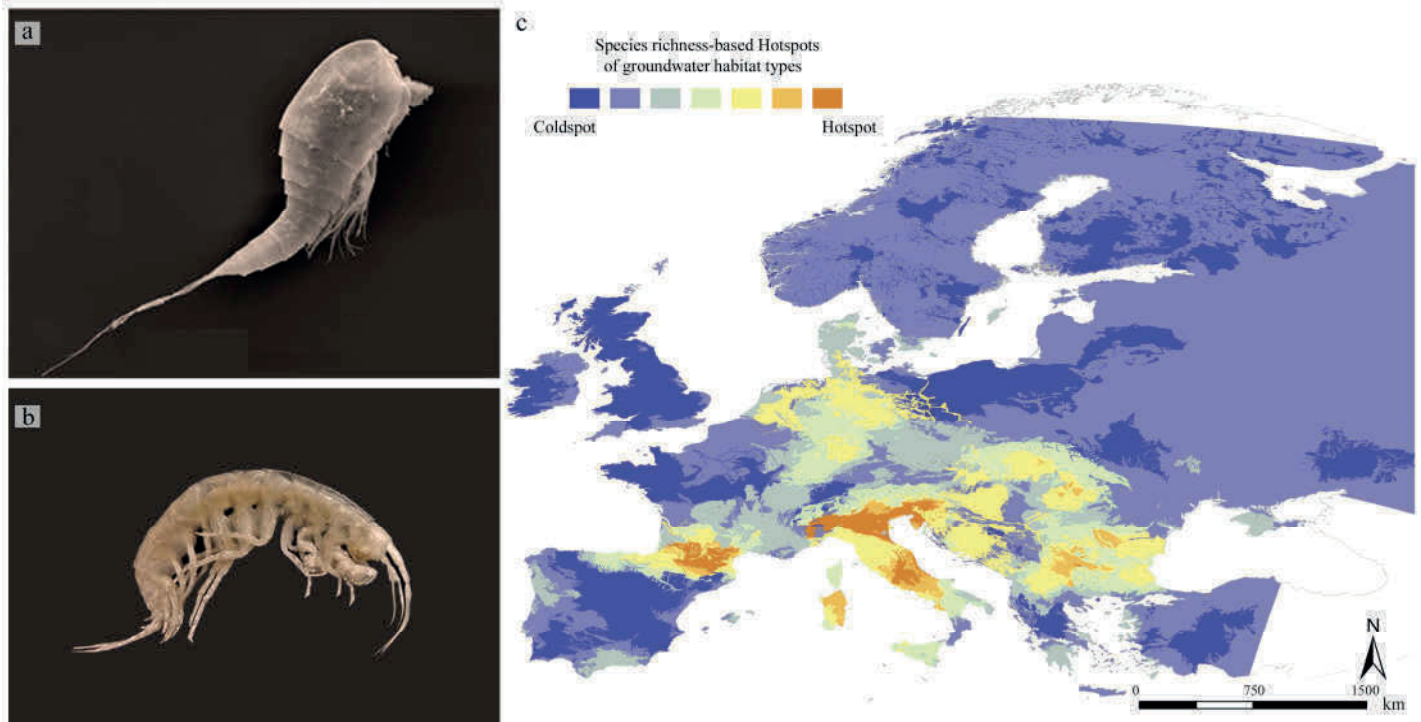 a
b
c
Species richness-based Hotspots
of groundwater habitat types
Coldspot Hotspot
N
0 750 1500
km